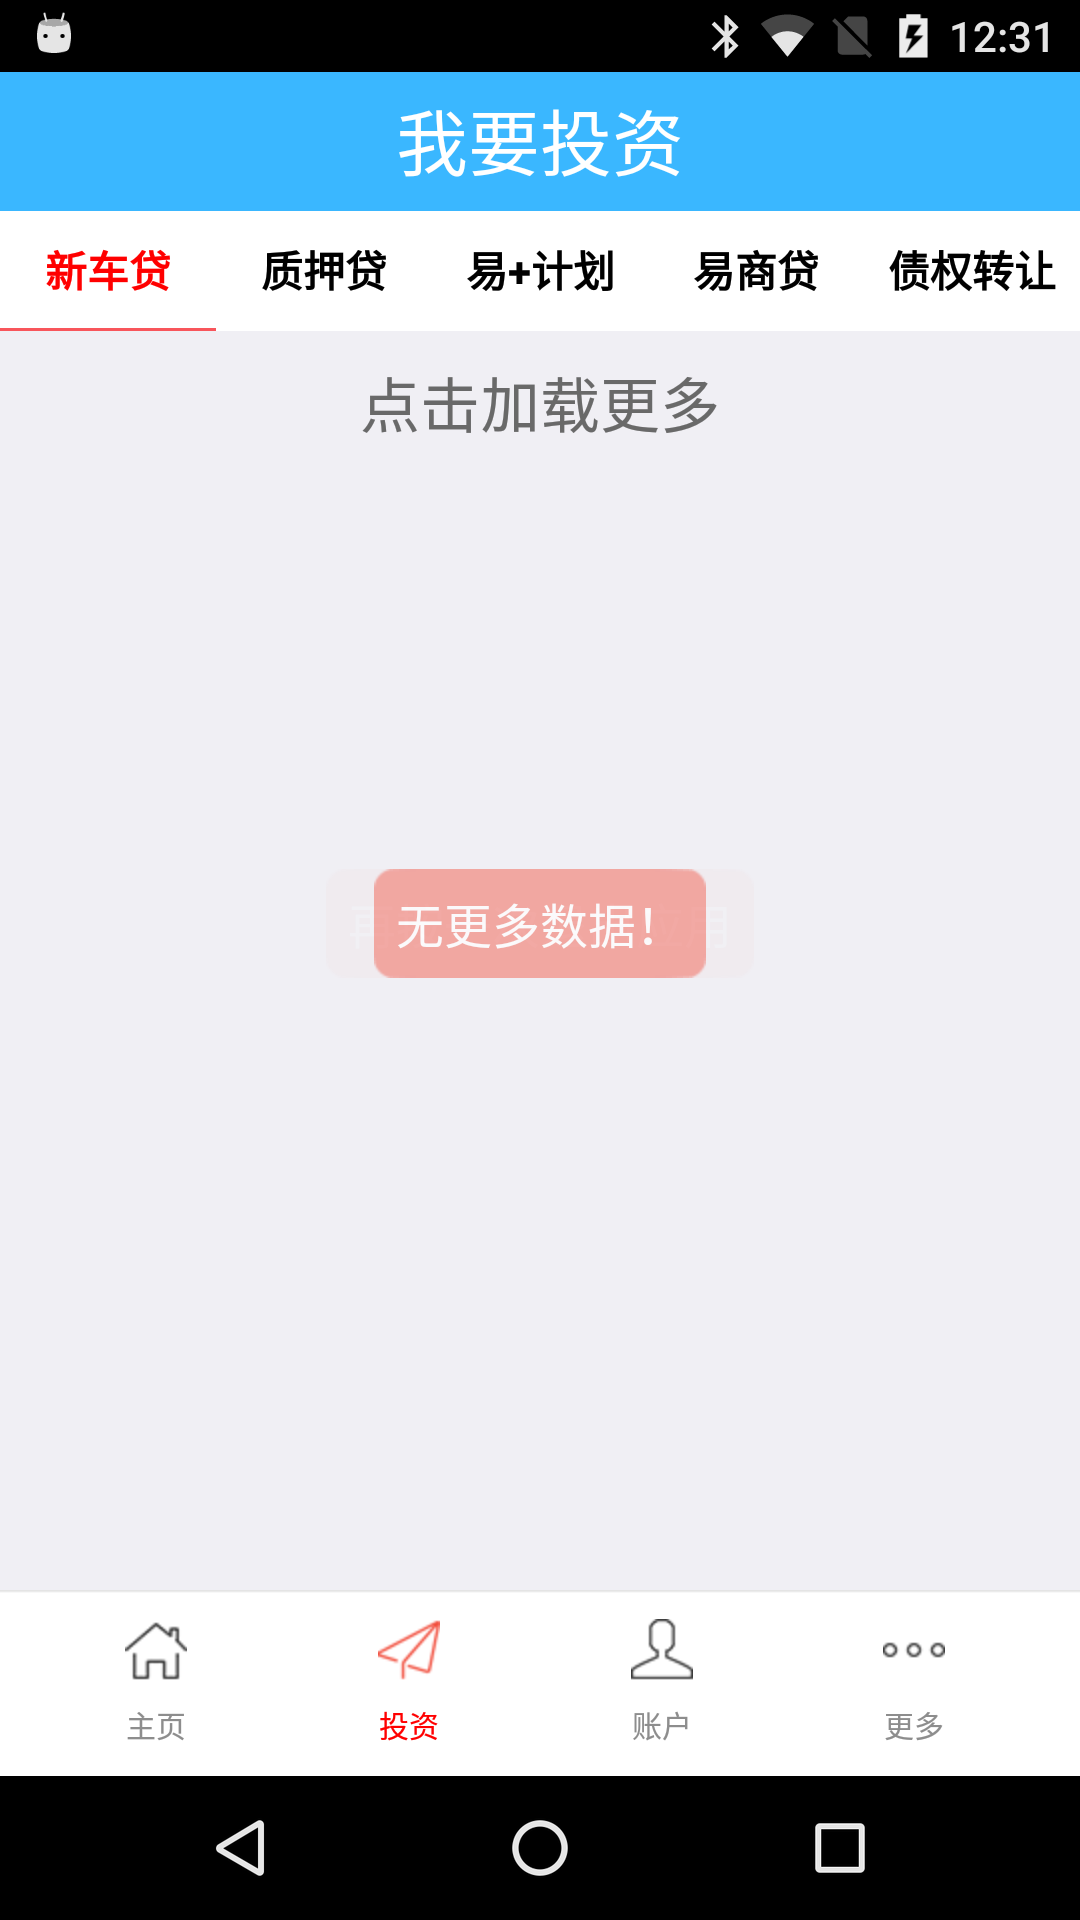 12:31
我要投资
新车贷 质押贷 易+计划 易商贷 债权转让
点击加载更多
无更多数据！
主页 投资 账户 更多